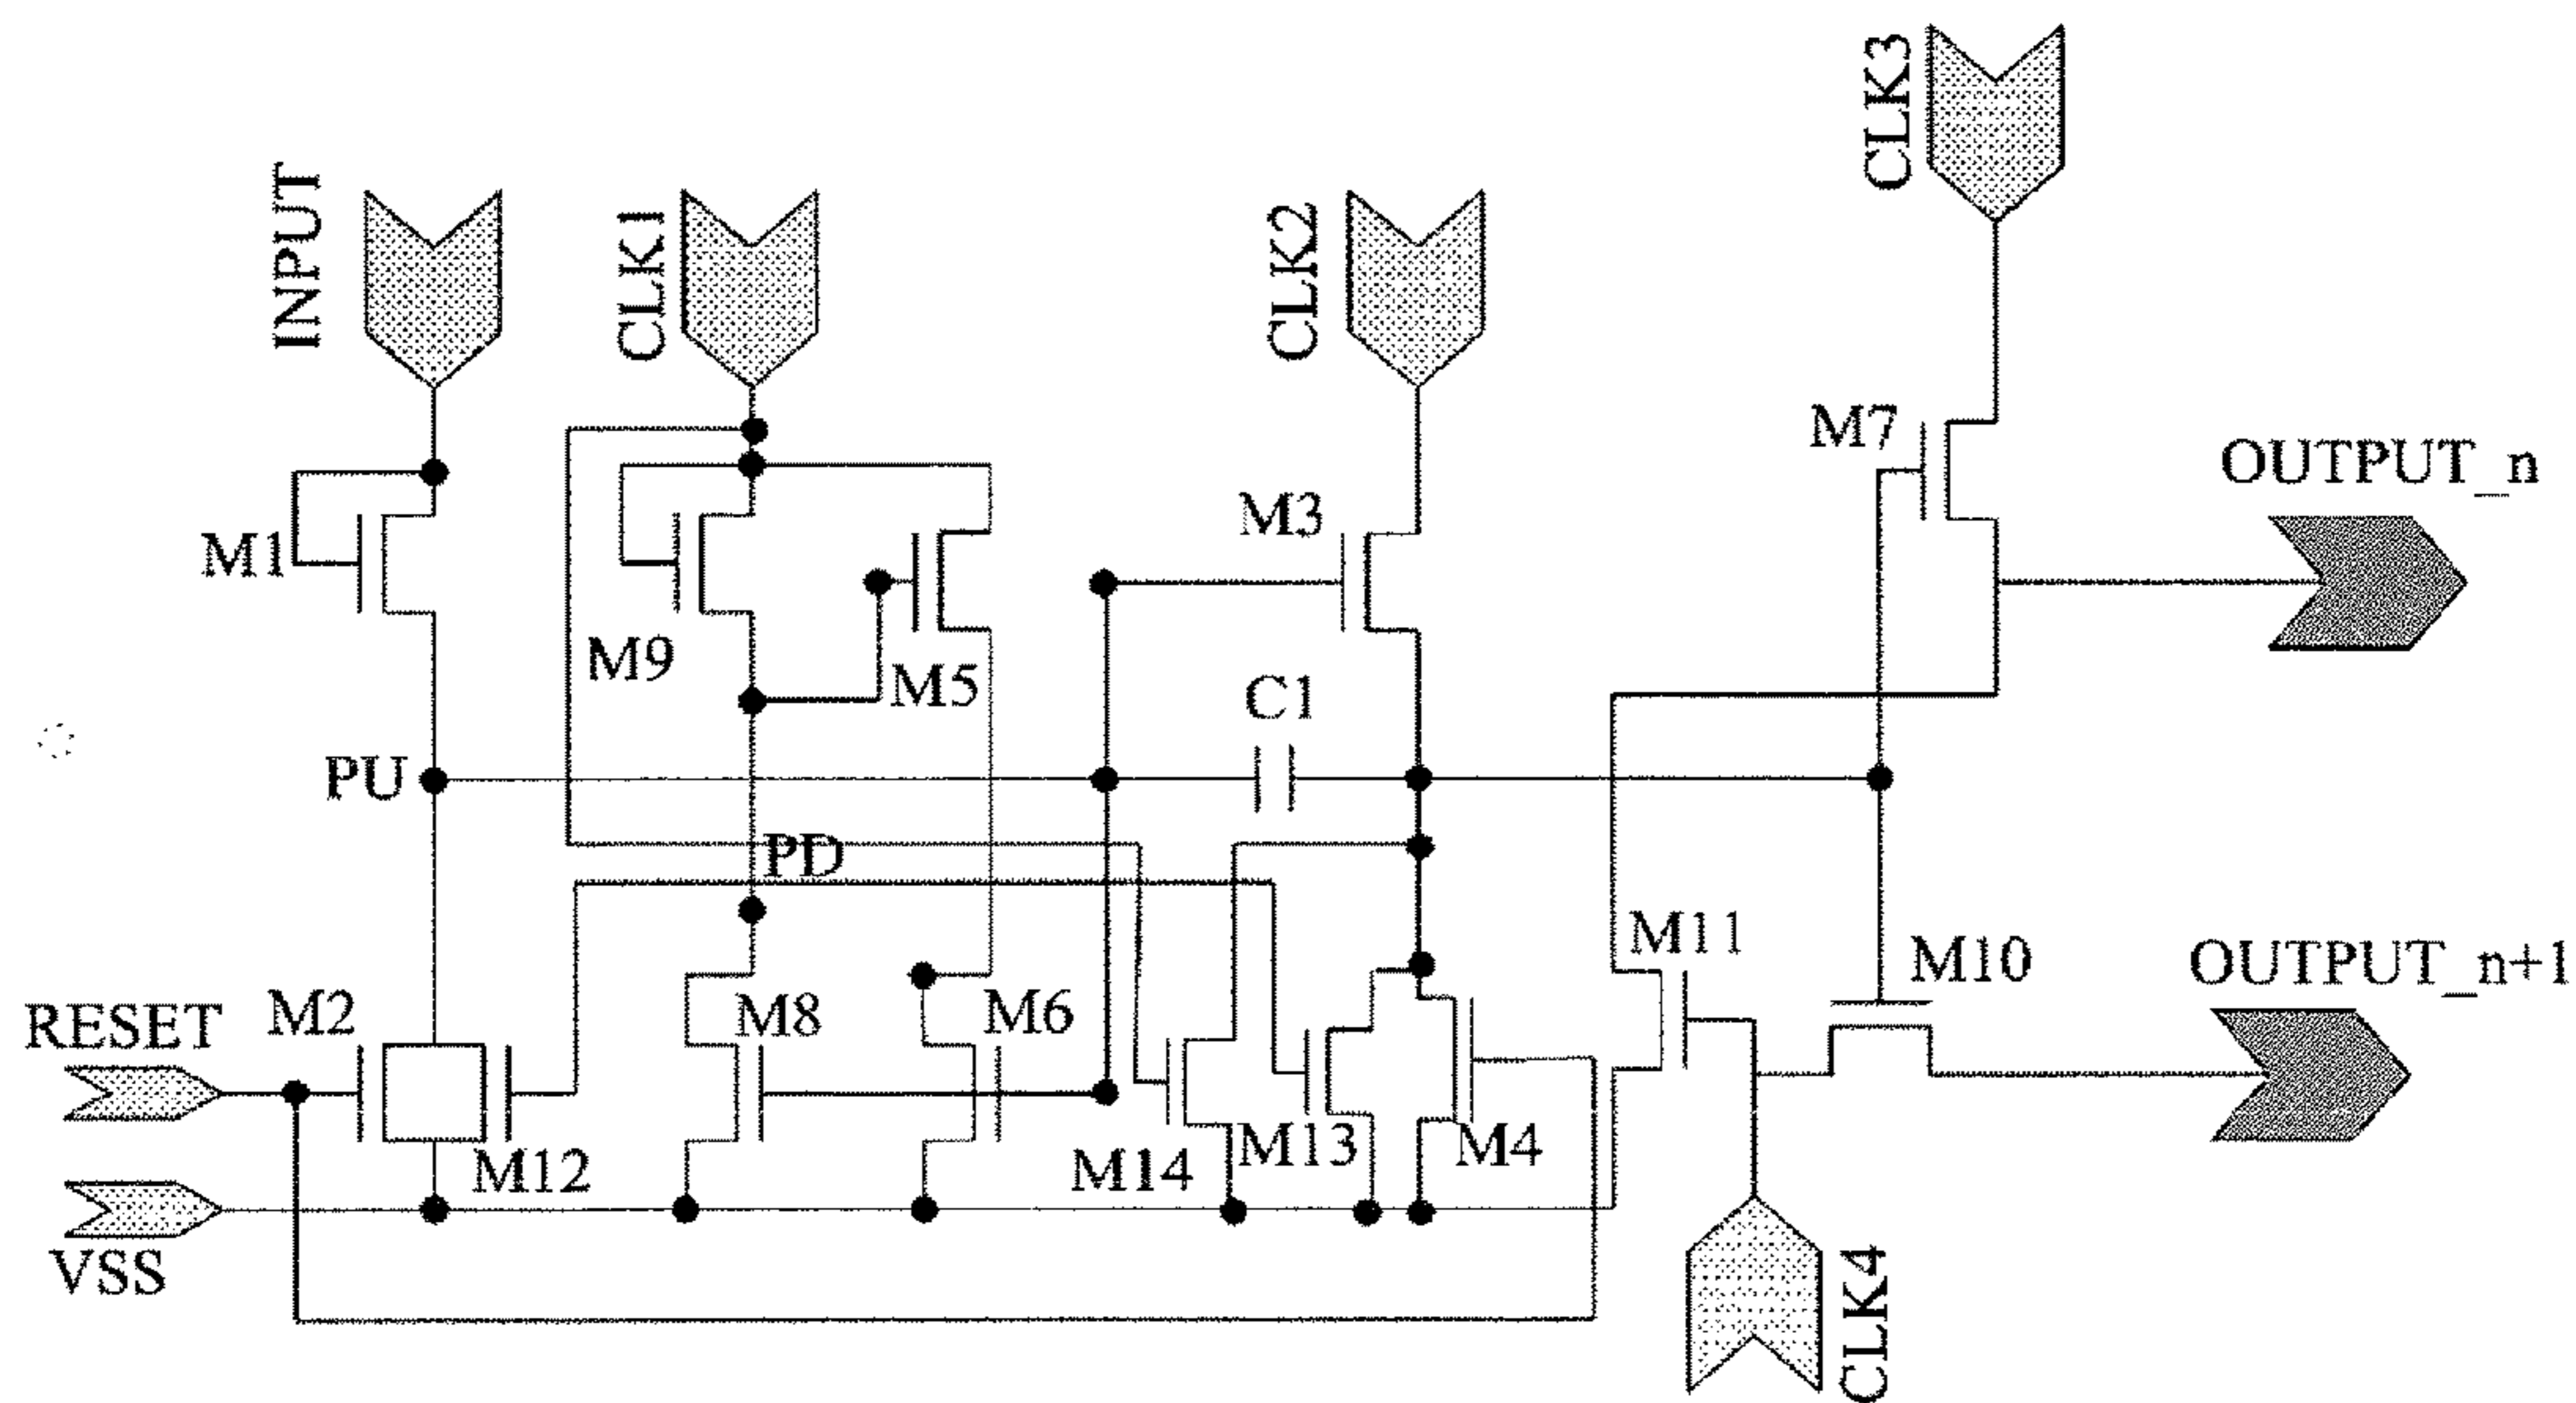 CLK3
INPUT
CLK1
CLK2
M7
OUTPUT_n
M3
M1
M9
M5
C1
PU
PD
M11
M10
OUTPUT_n+1
RESET
M2
M8
M6
M12
M14
M13
M4
VSS
CLK4